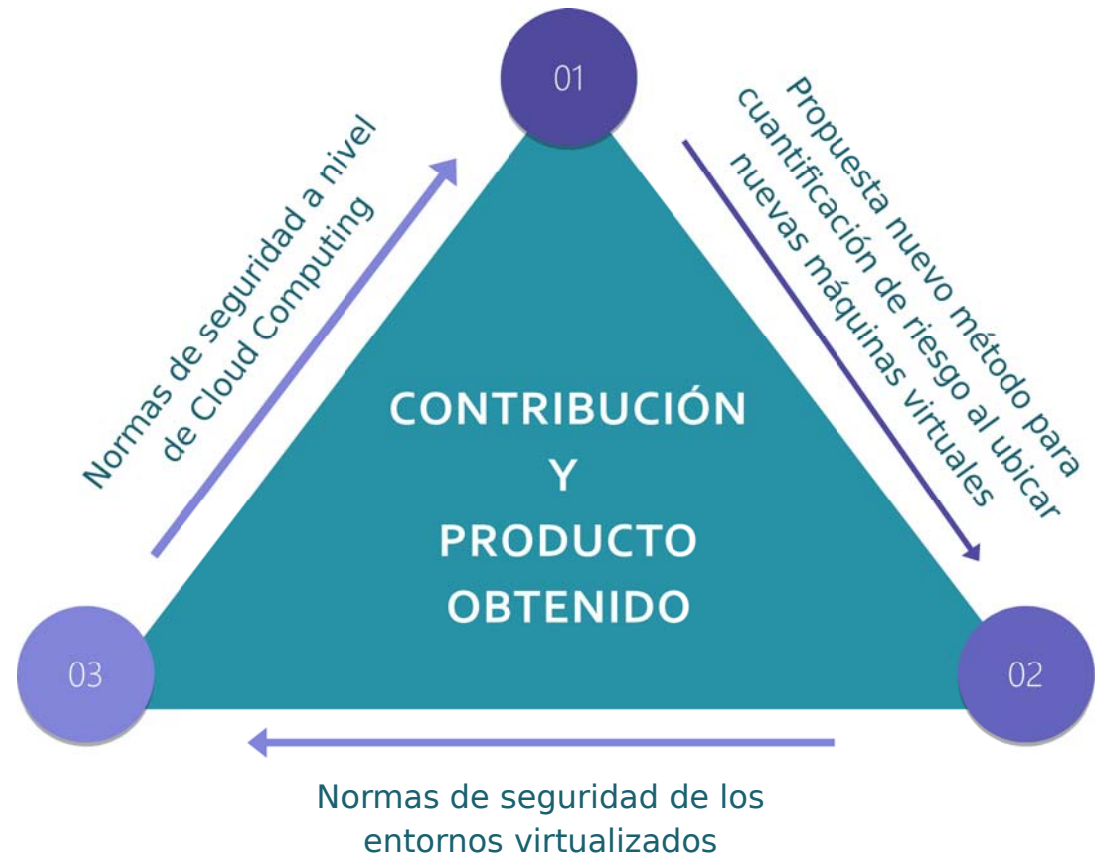 01
Propuesta nuevo método para
cuantificación de riesgo al ubicar
nuevas máquinas virtuales
Normas de seguridad a nivel
de Cloud Computing
CONTRIBUCIÓN
Y
PRODUCTO
OBTENIDO
03
02
Normas de seguridad de los
entornos virtualizados